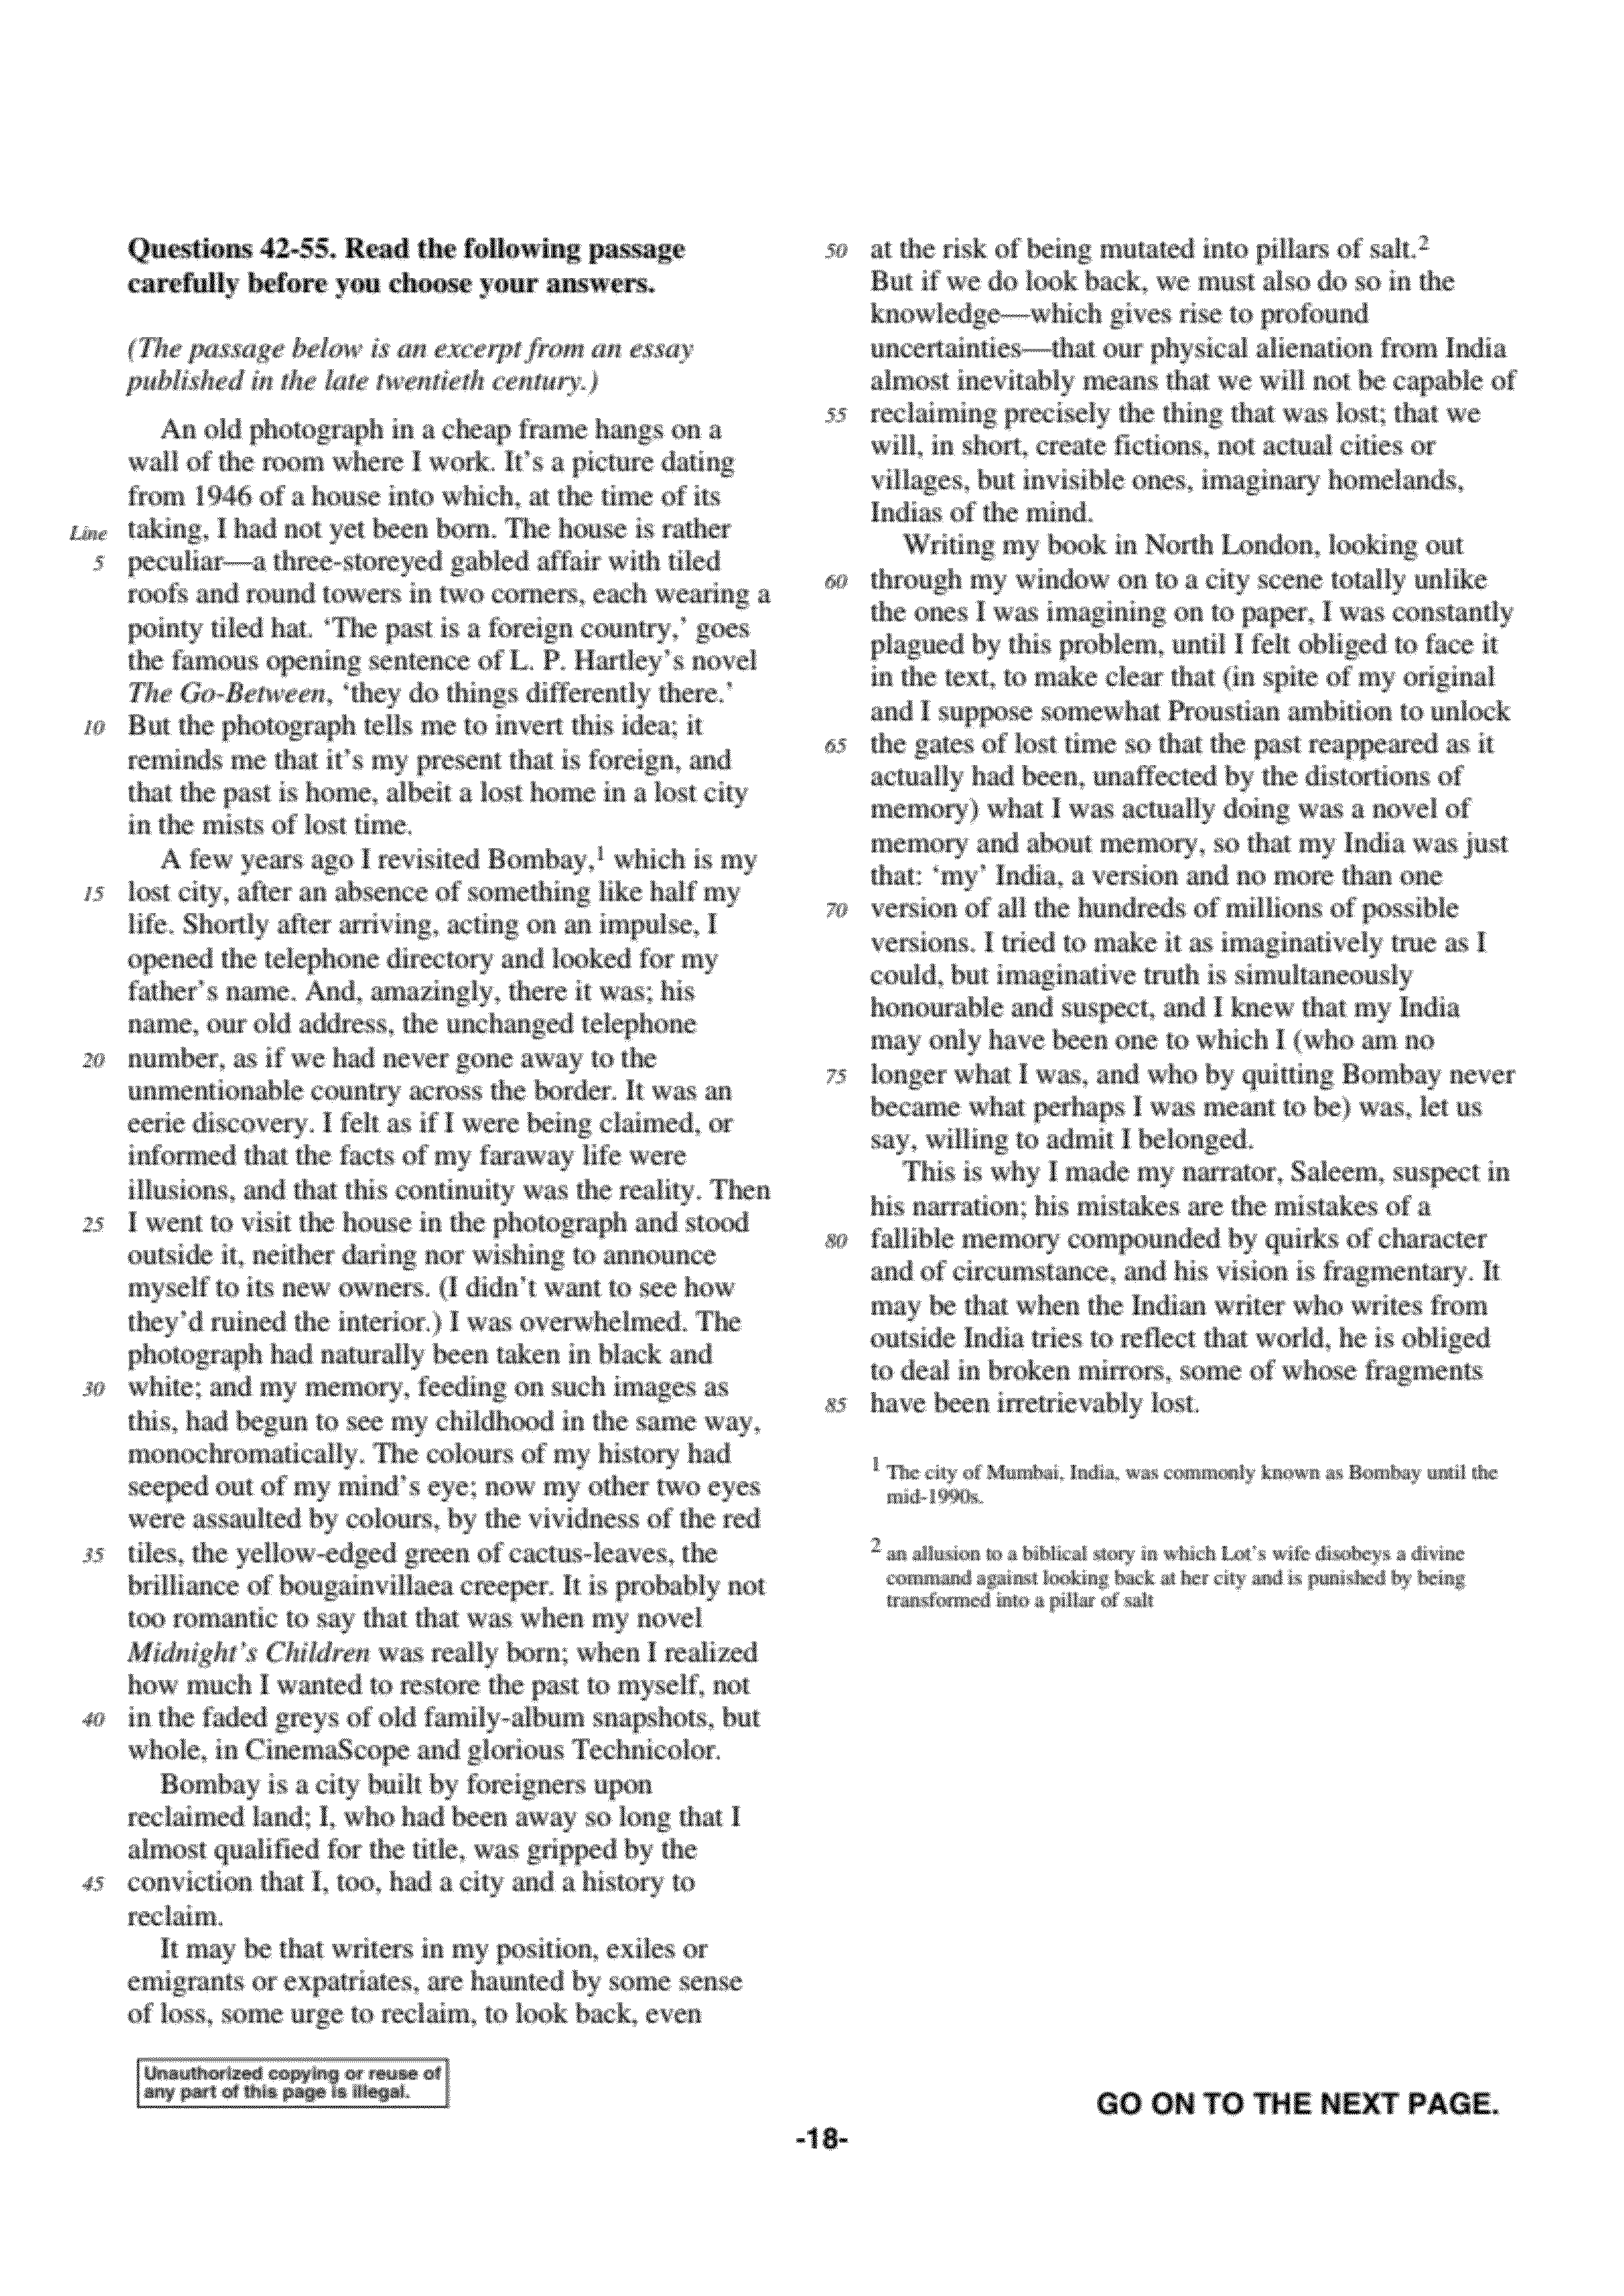 Questions 42-55. Read the following passage
carefully before you choose your answers.
(The passage below is an excerpt from an essay
published in the late twentieth century.)
An old photograph in a cheap frame hangs on a
wall of the room where I work. It's a picture dating
from 1946 of a house into which, at the time of its
Line taking, I had not yet been born. The house is rather
5 peculiar—a three-storeyed gabled affair with tiled
roofs and round towers in two corners, each wearing a
pointy tiled hat. ‘The past is a foreign country,’ goes
the famous opening sentence of L. P. Hartley's novel
The Go-Between, ‘they do things differently there.’
10 But the photograph tells me to invert this idea; it
reminds me that it's my present that is foreign, and
that the past is home, albeit a lost home in a lost city
in the mists of lost time.
A few years ago I revisited Bombay,1 which is my
15 lost city, after an absence of something like half my
life. Shortly after arriving, acting on an impulse, I
opened the telephone directory and looked for my
father's name. And, amazingly, there it was; his
name, our old address, the unchanged telephone
20 number, as if we had never gone away to the
unmentionable country across the border. It was an
eerie discovery. I felt as if I were being claimed, or
informed that the facts of my faraway life were
illusions, and that this continuity was the reality. Then
25 I went to visit the house in the photograph and stood
outside it, neither daring nor wishing to announce
myself to its new owners. (I didn't want to see how
they'd ruined the interior.) I was overwhelmed. The
photograph had naturally been taken in black and
30 white; and my memory, feeding on such images as
this, had begun to see my childhood in the same way,
monochromatically. The colours of my history had
seeped out of my mind's eye; now my other two eyes
were assaulted by colours, by the vividness of the red
35 tiles, the yellow-edged green of cactus-leaves, the
brilliance of bougainvillaea creeper. It is probably not
too romantic to say that that was when my novel
Midnight's Children was really born; when I realized
how much I wanted to restore the past to myself, not
40 in the faded greys of old family-album snapshots, but
whole, in CinemaScope and glorious Technicolor.
Bombay is a city built by foreigners upon
reclaimed land; I, who had been away so long that I
almost qualified for the title, was gripped by the
45 conviction that I, too, had a city and a history to
reclaim.
It may be that writers in my position, exiles or
emigrants or expatriates, are haunted by some sense
of loss, some urge to reclaim, to look back, even
50 at the risk of being mutated into pillars of salt.2
But if we do look back, we must also do so in the
knowledge—which gives rise to profound
uncertainties—that our physical alienation from India
almost inevitably means that we will not be capable of
55 reclaiming precisely the thing that was lost; that we
will, in short, create fictions, not actual cities or
villages, but invisible ones, imaginary homelands,
Indias of the mind.
Writing my book in North London, looking out
60 through my window on to a city scene totally unlike
the ones I was imagining on to paper, I was constantly
plagued by this problem, until I felt obliged to face it
in the text, to make clear that (in spite of my original
and I suppose somewhat Proustian ambition to unlock
65 the gates of lost time so that the past reappeared as it
actually had been, unaffected by the distortions of
memory) what I was actually doing was a novel of
memory and about memory, so that my India was just
that: ‘my’ India, a version and no more than one
70 version of all the hundreds of millions of possible
versions. I tried to make it as imaginatively true as I
could, but imaginative truth is simultaneously
honourable and suspect, and I knew that my India
may only have been one to which I (who am no
75 longer what I was, and who by quitting Bombay never
became what perhaps I was meant to be) was, let us
say, willing to admit I belonged.
This is why I made my narrator, Saleem, suspect in
his narration; his mistakes are the mistakes of a
80 fallible memory compounded by quirks of character
and of circumstance, and his vision is fragmentary. It
may be that when the Indian writer who writes from
outside India tries to reflect that world, he is obliged
to deal in broken mirrors, some of whose fragments
85 have been irretrievably lost.
1 The city of Mumbai, India, was commonly known as Bombay until the
mid-1990s.
2 an allusion to a biblical story in which Lot's wife disobeys a divine
command against looking back at her city and is punished by being
transformed into a pillar of salt
Unauthorized copying or reuse of
any part of this page is illegal.
GO ON TO THE NEXT PAGE.
-18-